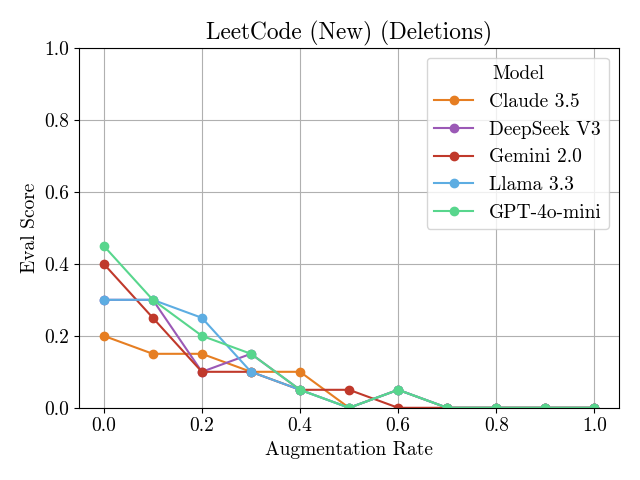 LeetCode (New) (Deletions)
1.0
0.8
0.6
0.4
0.2
0.0
Eval Score
Model
Claude 3.5
DeepSeek V3
Gemini 2.0
Llama 3.3
GPT-4o-mini
0.0 0.2 0.4 0.6 0.8 1.0
Augmentation Rate